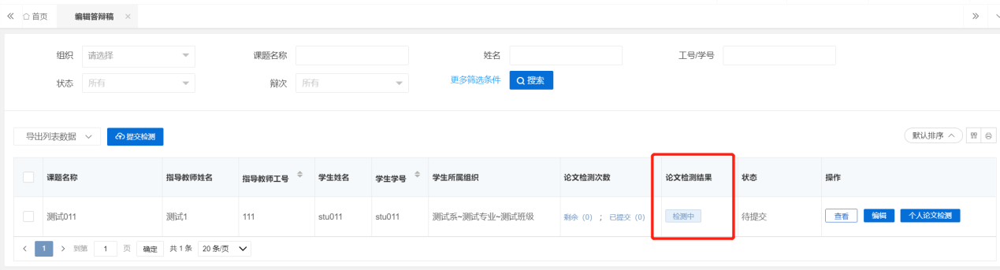 首页 编辑答辩稿
组织 请选择 课题名称 姓名 工号/学号
状态 所有 辩次 所有 更多筛选条件 搜索
导出列表数据 提交检测 默认排序
课题名称 指导教师姓名 指导教师工号 学生姓名 学生学号 学生所属组织 论文检测次数 论文检测结果 状态 操作
测试011 测试1 111 stu011 stu011 测试系~测试专业~测试班级 剩余 (0) ； 已提交 (0) 检测中 待提交 查看 编辑 个人论文检测
1 到第 1 页 确定 共 1 条 20 条/页